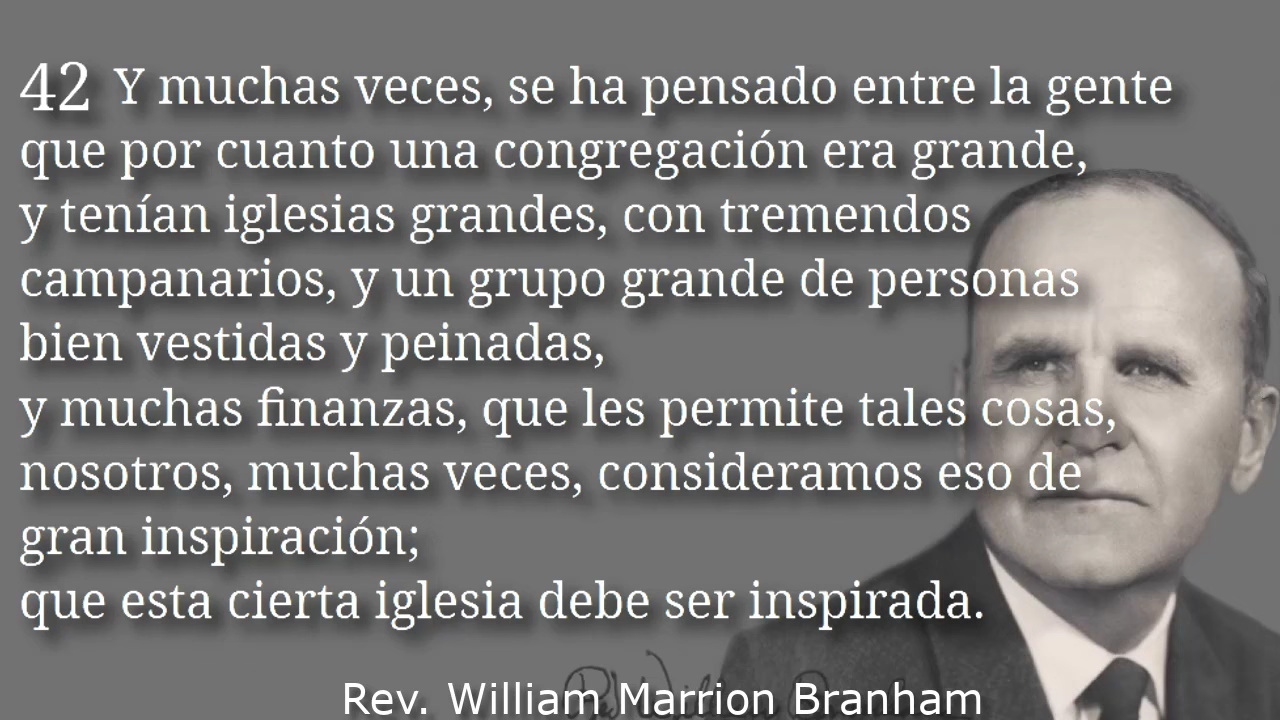 42 Y muchas veces, se ha pensado entre la gente
que por cuanto una congregación era grande,
y tenían iglesias grandes, con tremendos
campanarios, y un grupo grande de personas
bien vestidas y peinadas,
y muchas finanzas, que les permite tales cosas,
nosotros, muchas veces, consideramos eso de
gran inspiración;
que esta cierta iglesia debe ser inspirada.
Rev. William Marrion Branham